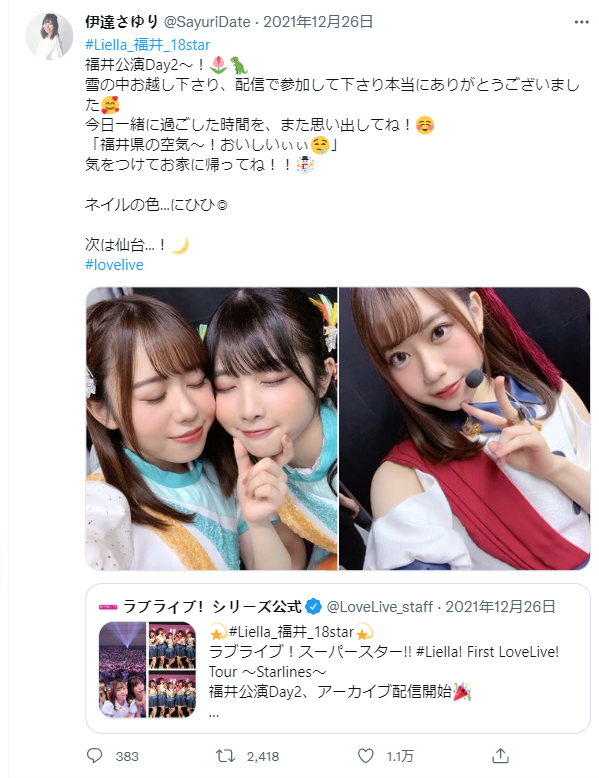 伊達さゆり @SayuriDate · 2021年12月26日
#Liella_福井_18star
福井公演Day2〜！🌷🦖
雪の中お越し下さり、配信で参加して下さり本当にありがとうございまし
た🥰
今日一緒に過ごした時間を、また思い出してね！☺️
「福井県の空気〜！おいしいぃぃ🤤」
気をつけてお家に帰ってね！！☃️
ネイルの色...にひひ☺
次は仙台...！🌙
#lovelive
ラブライブ！シリーズ公式 @LoveLive_staff · 2021年12月26日
💫#Liella_福井_18star💫
ラブライブ！スーパースター!! #Liella! First LoveLive!
Tour 〜Starlines〜
福井公演Day2、アーカイブ配信開始🎉
...
383 2,418 1.1万